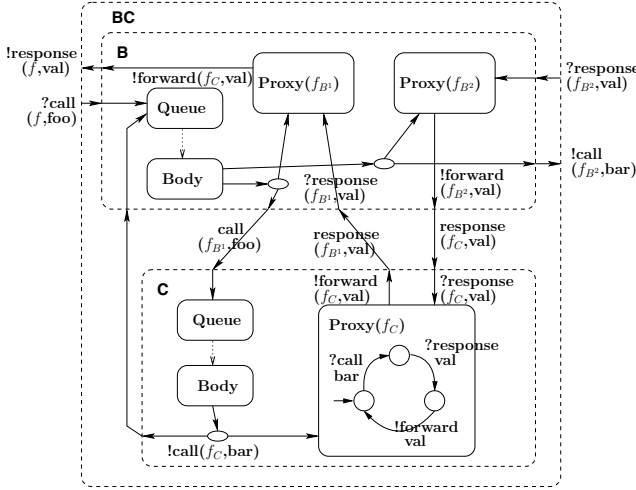 BC
B
!response
(f,val)
!forward(f_C,val)
Proxy(f_{B^1})
Proxy(f_{B^2})
?response
(f_{B^2},val)
?call
(f,foo)
Queue
Body
?response
(f_{B^1},val)
!forward
(f_{B^2},val)
!call
(f_{B^2},bar)
call
(f_{B^1},foo)
response
(f_{B^1},val)
response
(f_C,val)
C
!forward
(f_C,val)
?response
(f_C,val)
Queue
Proxy(f_C)
?call
bar
?response
val
Body
!forward
val
!call(f_C,bar)